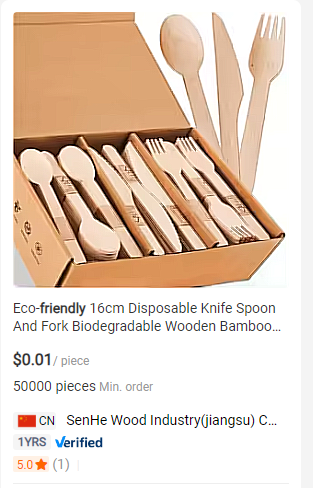 Eco-friendly 16cm Disposable Knife Spoon
And Fork Biodegradable Wooden Bamboo...
$0.01/ piece
50000 pieces Min. order
CN SenHe Wood Industry(jiangsu) C...
1YRS Verified
5.0 (1)